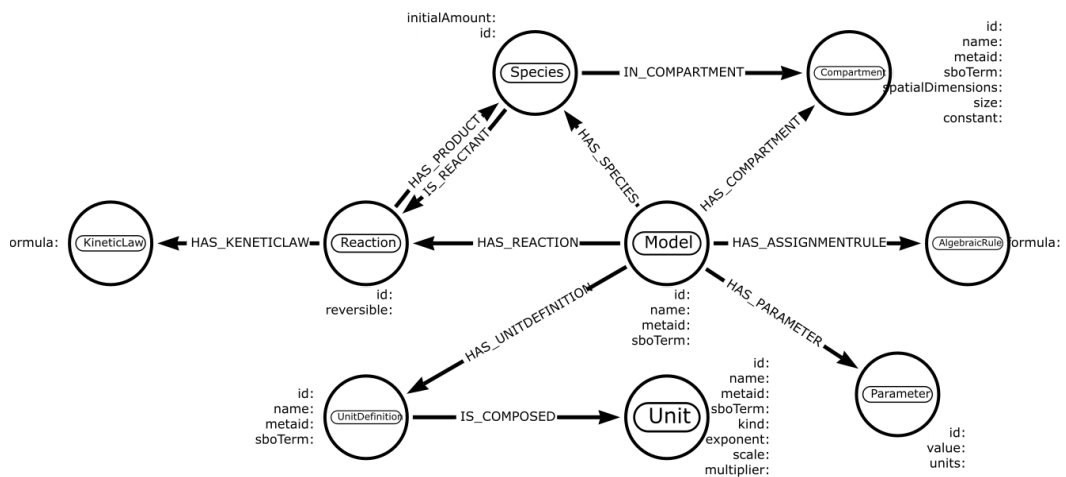 initialAmount:
id:
Species
IN_COMPARTMENT
Compartment
id:
name:
metaid:
sboTerm:
spatialDimensions:
size:
constant:
HAS_PRODUCT
IS_REACTANT
HAS_SPECIES
HAS_COMPARTMENT
ormula:
KineticLaw
HAS_KENETICLAW
Reaction
HAS_REACTION
Model
HAS_ASSIGNMENTRULE
AlgebraicRule
formula:
id:
reversible:
id:
name:
metaid:
sboTerm:
HAS_UNITDEFINITION
HAS_PARAMETER
id:
name:
metaid:
sboTerm:
UnitDefinition
IS_COMPOSED
Unit
id:
name:
metaid:
sboTerm:
kind:
exponent:
scale:
multiplier:
Parameter
id:
value:
units: